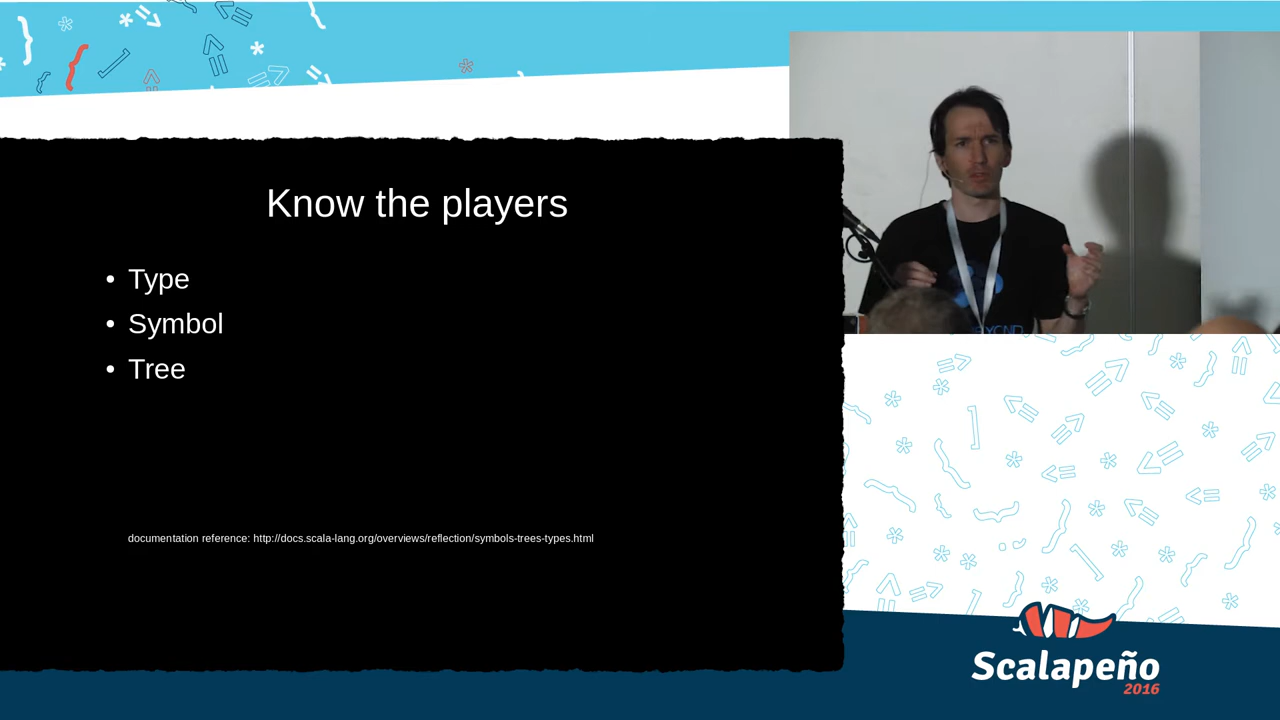 Know the players
• Type
• Symbol
• Tree
documentation reference: http://docs.scala-lang.org/overviews/reflection/symbols-trees-types.html
Scalapeño
2016